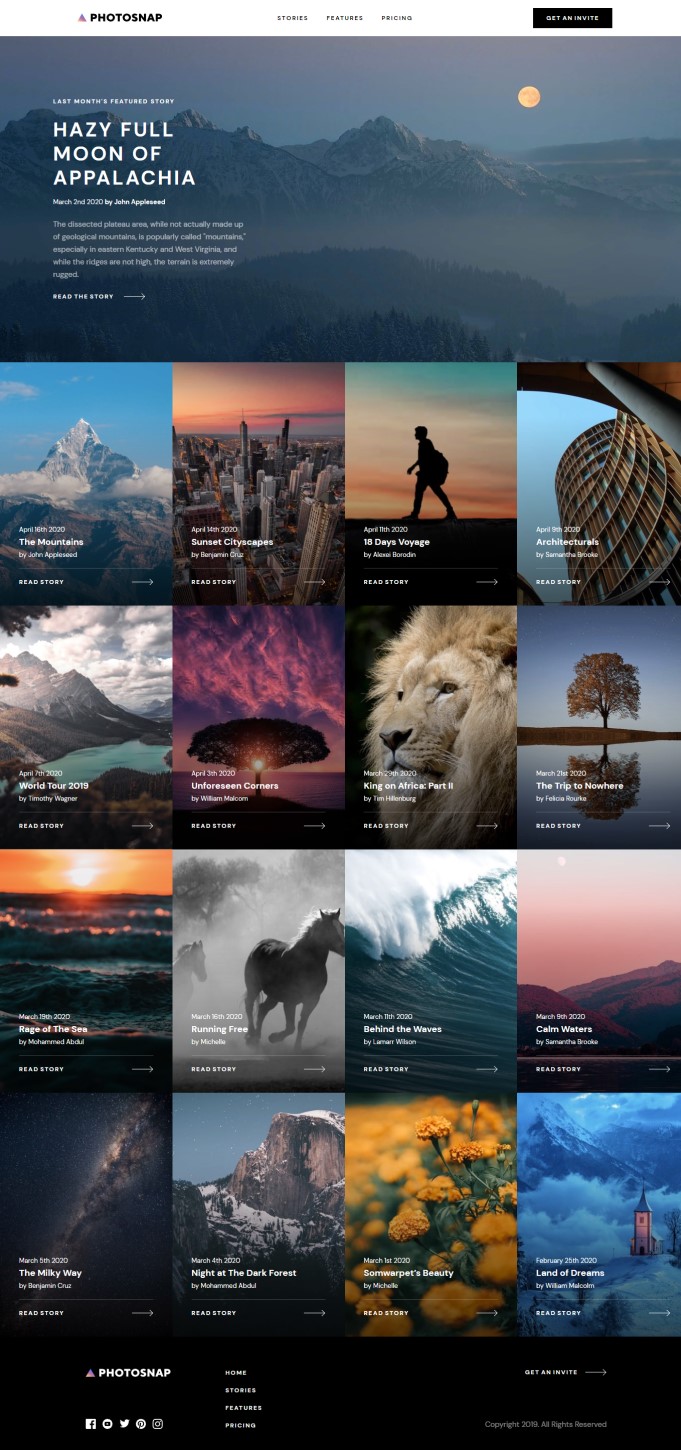 PHOTOSNAP
STORIES FEATURES PRICING
GET AN INVITE
LAST MONTH'S FEATURED STORY
HAZY FULL
MOON OF
APPALACHIA
March 2nd 2020 by John Appleseed
The dissected plateau area, while not actually made up
of geological mountains, is popularly called "mountains,"
especially in eastern Kentucky and West Virginia, and
while the ridges are not high, the terrain is extremely
rugged.
READ THE STORY
April 16th 2020
The Mountains
by John Appleseed
READ STORY
April 14th 2020
Sunset Cityscapes
by Benjamin Cruz
READ STORY
April 11th 2020
18 Days Voyage
by Alexei Borodin
READ STORY
April 9th 2020
Architecturals
by Samantha Brooke
READ STORY
April 7th 2020
World Tour 2019
by Timothy Wagner
READ STORY
April 3th 2020
Unforeseen Corners
by William Malcom
READ STORY
March 29th 2020
King on Africa: Part II
by Tim Hillenburg
READ STORY
March 21st 2020
The Trip to Nowhere
by Felicia Rourke
READ STORY
March 19th 2020
Rage of The Sea
by Mohammed Abdul
READ STORY
March 16th 2020
Running Free
by Michelle
READ STORY
March 11th 2020
Behind the Waves
by Lamarr Wilson
READ STORY
March 9th 2020
Calm Waters
by Samantha Brooke
READ STORY
March 5th 2020
The Milky Way
by Benjamin Cruz
READ STORY
March 4th 2020
Night at The Dark Forest
by Mohammed Abdul
READ STORY
March 1st 2020
Somwarpet's Beauty
by Michelle
READ STORY
February 25th 2020
Land of Dreams
by William Malcolm
READ STORY
PHOTOSNAP
HOME
STORIES
FEATURES
PRICING
GET AN INVITE
Copyright 2019. All Rights Reserved